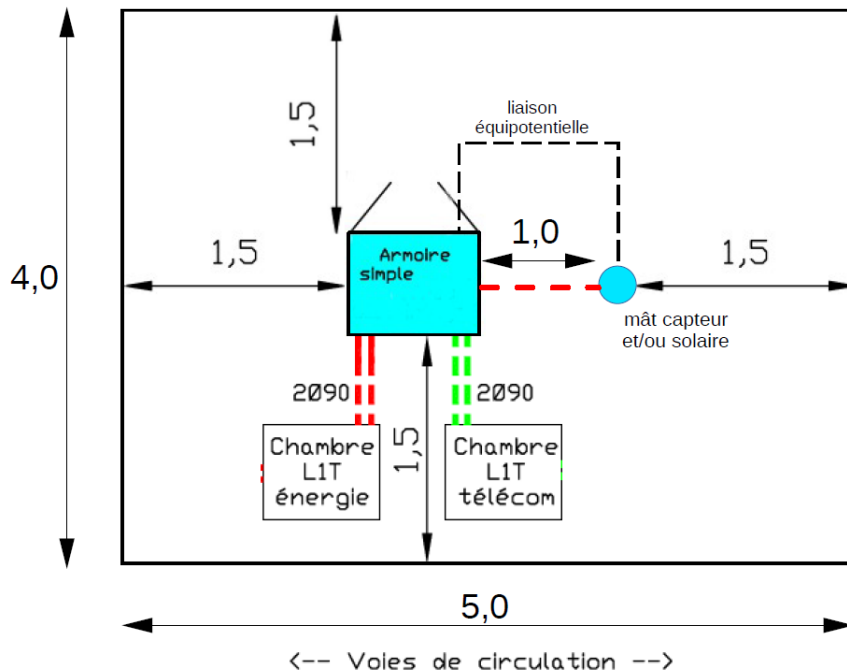 liaison
équipotentielle
1,5
1,5
1,0
1,5
4,0
Armoire
simple
mât capteur
et/ou solaire
2Ø90
2Ø90
1,5
Chambre
L1T
énergie
Chambre
L1T
télécom
5,0
<-- Voies de circulation -->